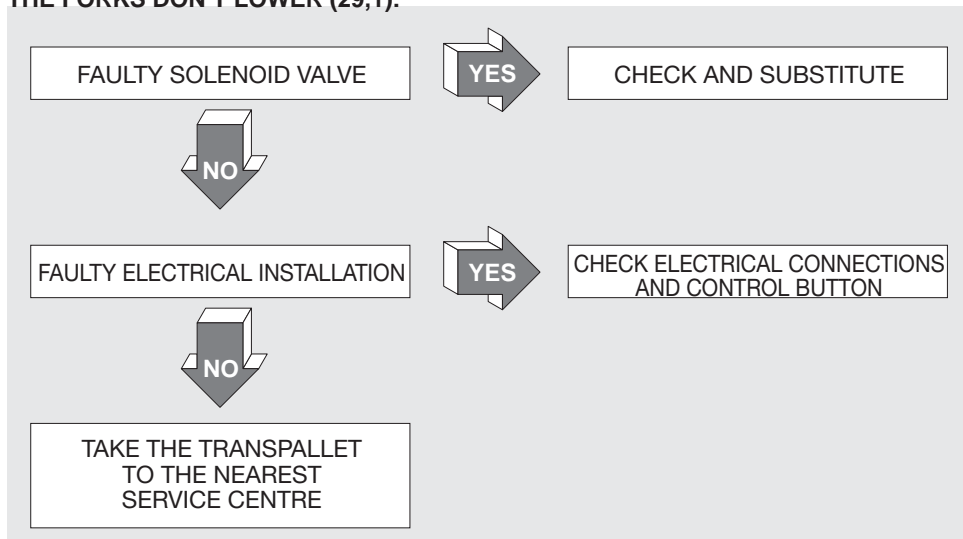 THE FORKS DON'T LOWER (29,1):
FAULTY SOLENOID VALVE
YES
CHECK AND SUBSTITUTE
NO
FAULTY ELECTRICAL INSTALLATION
YES
CHECK ELECTRICAL CONNECTIONS
AND CONTROL BUTTON
NO
TAKE THE TRANSPALLET
TO THE NEAREST
SERVICE CENTRE